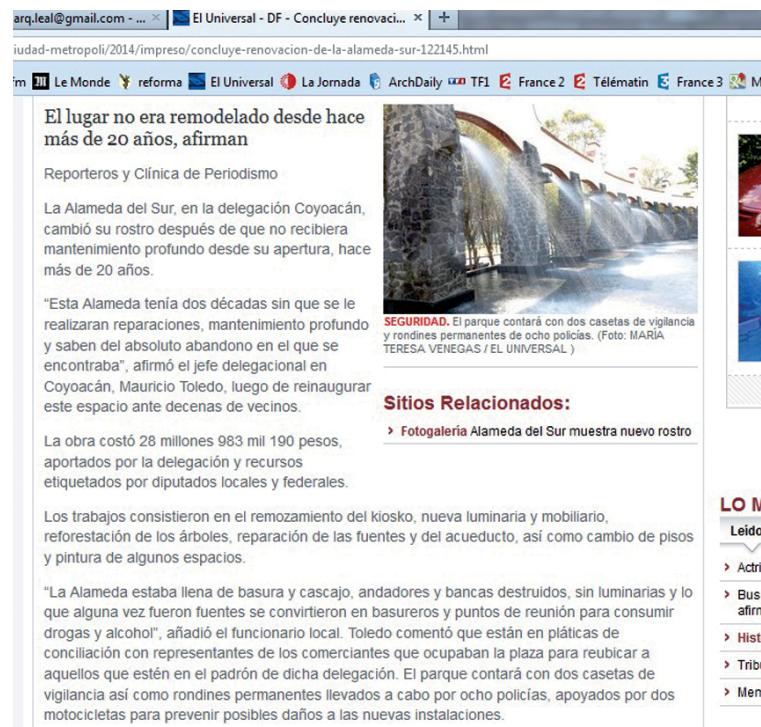 arq.leal@gmail.com - ... × El Universal - DF - Concluye renovaci... × +
iudad-metropoli/2014/impreso/concluye-renovacion-de-la-alameda-sur-122145.html
fm Le Monde reforma El Universal La Jornada ArchDaily TF1 France 2 Télématin France 3 M
El lugar no era remodelado desde hace
más de 20 años, afirman
Reporteros y Clínica de Periodismo
La Alameda del Sur, en la delegación Coyoacán,
cambió su rostro después de que no recibiera
mantenimiento profundo desde su apertura, hace
más de 20 años.
“Esta Alameda tenía dos décadas sin que se le
realizaran reparaciones, mantenimiento profundo
y saben del absoluto abandono en el que se
encontraba”, afirmó el jefe delegacional en
Coyoacán, Mauricio Toledo, luego de reinaugurar
este espacio ante decenas de vecinos.
La obra costó 28 millones 983 mil 190 pesos,
aportados por la delegación y recursos
etiquetados por diputados locales y federales.
SEGURIDAD. El parque contará con dos casetas de vigilancia
y rondines permanentes de ocho policías. (Foto: MARÍA
TERESA VENEGAS / EL UNIVERSAL )
Sitios Relacionados:
Fotogalería Alameda del Sur muestra nuevo rostro
Los trabajos consistieron en el remozamiento del kiosko, nueva luminaria y mobiliario,
reforestación de los árboles, reparación de las fuentes y del acueducto, así como cambio de pisos
y pintura de algunos espacios.
“La Alameda estaba llena de basura y cascajo, andadores y bancas destruidos, sin luminarias y lo
que alguna vez fueron fuentes se convirtieron en basureros y puntos de reunión para consumir
drogas y alcohol”, añadió el funcionario local. Toledo comentó que están en pláticas de
conciliación con representantes de los comerciantes que ocupaban la plaza para reubicar a
aquellos que estén en el padrón de dicha delegación. El parque contará con dos casetas de
vigilancia así como rondines permanentes llevados a cabo por ocho policías, apoyados por dos
motocicletas para prevenir posibles daños a las nuevas instalaciones.
LO M
Leído
Actri
Bus
afirn
Hist
Tribu
Men